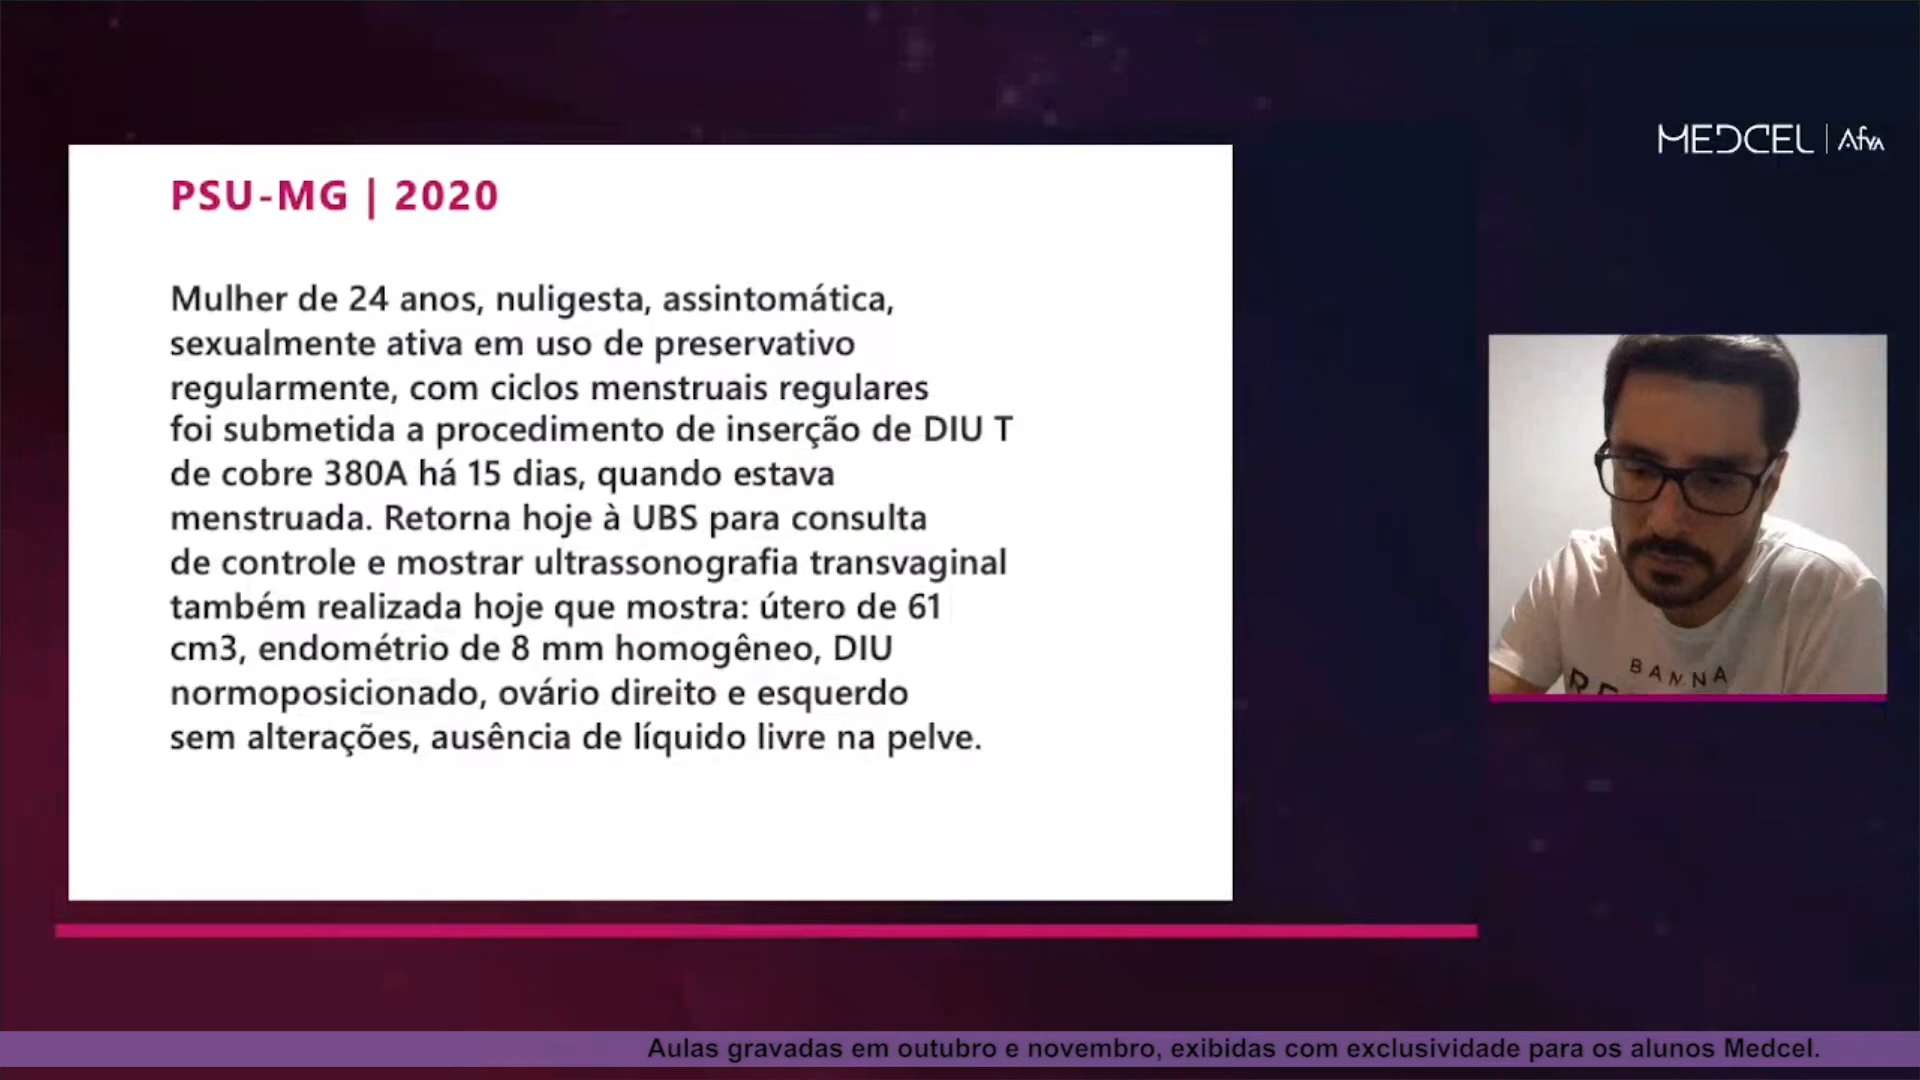 MEDCEL | Afya
PSU-MG | 2020
Mulher de 24 anos, nuligesta, assintomática,
sexualmente ativa em uso de preservativo
regularmente, com ciclos menstruais regulares
foi submetida a procedimento de inserção de DIU T
de cobre 380A há 15 dias, quando estava
menstruada. Retorna hoje à UBS para consulta
de controle e mostrar ultrassonografia transvaginal
também realizada hoje que mostra: útero de 61
cm3, endométrio de 8 mm homogêneo, DIU
normoposicionado, ovário direito e esquerdo
sem alterações, ausência de líquido livre na pelve.
BANNA
Aulas gravadas em outubro e novembro, exibidas com exclusividade para os alunos Medcel.